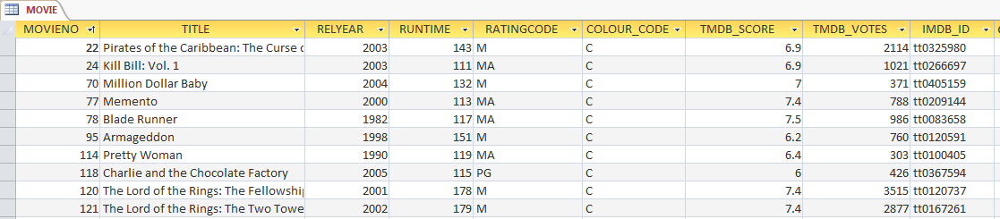 MOVIE
MOVIENO TITLE RELYEAR RUNTIME RATINGCODE COLOUR_CODE TMDB_SCORE TMDB_VOTES IMDB_ID
22 Pirates of the Caribbean: The Curse 2003 143 M C 6.9 2114 tt0325980
24 Kill Bill: Vol. 1 2003 111 MA C 6.9 1021 tt0266697
70 Million Dollar Baby 2004 132 M C 7 371 tt0405159
77 Memento 2000 113 MA C 7.4 788 tt0209144
78 Blade Runner 1982 117 MA C 7.5 986 tt0083658
95 Armageddon 1998 151 M C 6.2 760 tt0120591
114 Pretty Woman 1990 119 MA C 6.4 303 tt0100405
118 Charlie and the Chocolate Factory 2005 115 PG C 6 426 tt0367594
120 The Lord of the Rings: The Fellowshi 2001 178 M C 7.4 3515 tt0120737
121 The Lord of the Rings: The Two Towe 2002 179 M C 7.4 2877 tt0167261